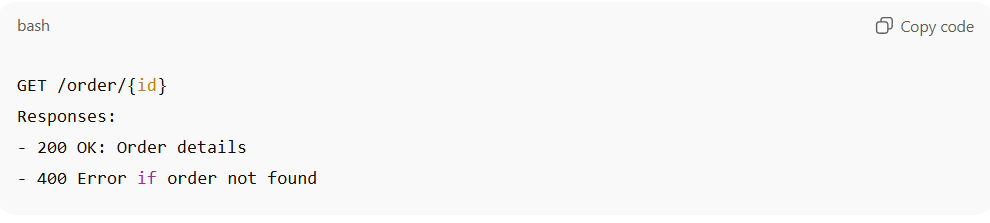 bash
Copy code
GET /order/{id}
Responses:
- 200 OK: Order details
- 400 Error if order not found